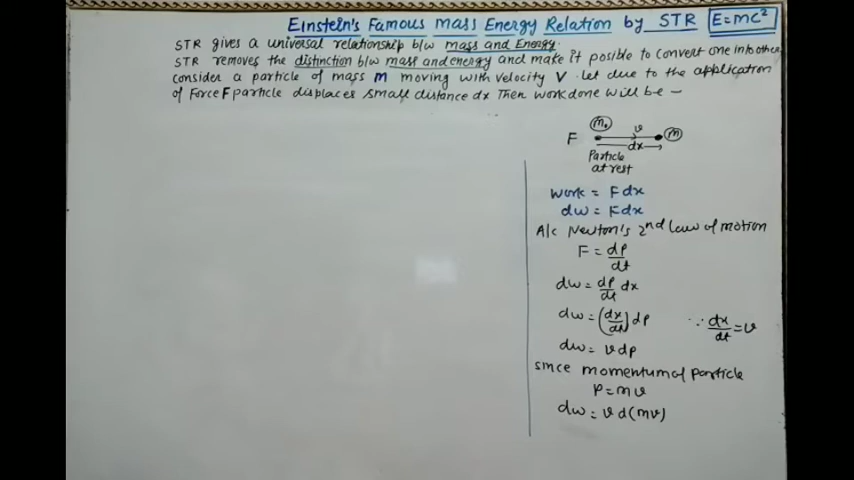 Einstein's Famous mass Energy Relation by STR E=mc²
STR gives a universal relationship b/w mass and Energy.
STR removes the distinction b/w mass and energy and make it posible to convert one into other
consider a particle of mass m moving with velocity V. Let due to the application
of Force F particle displaces small distance dx Then workdone will be —
m₀ v m
F dx
Particle
at rest
work = Fdx
dw = Fdx
A/c Newton's 2nd law of motion
F = dp/dt
dw = dp/dt dx
dw = (dx/dt) dp ∵ dx/dt = v
dw = v dp
since momentum of particle
P = mv
dw = v d(mv)